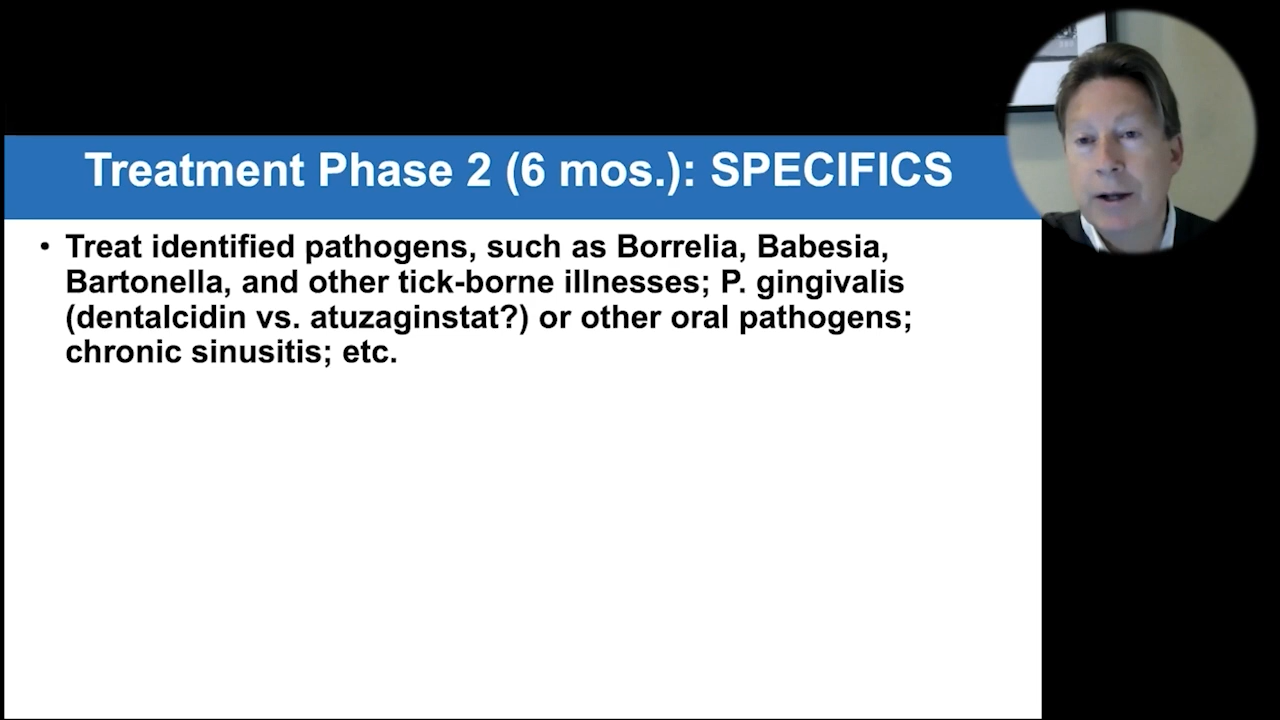 Treatment Phase 2 (6 mos.): SPECIFICS
• Treat identified pathogens, such as Borrelia, Babesia,
Bartonella, and other tick-borne illnesses; P. gingivalis
(dentalcidin vs. atuzaginstat?) or other oral pathogens;
chronic sinusitis; etc.